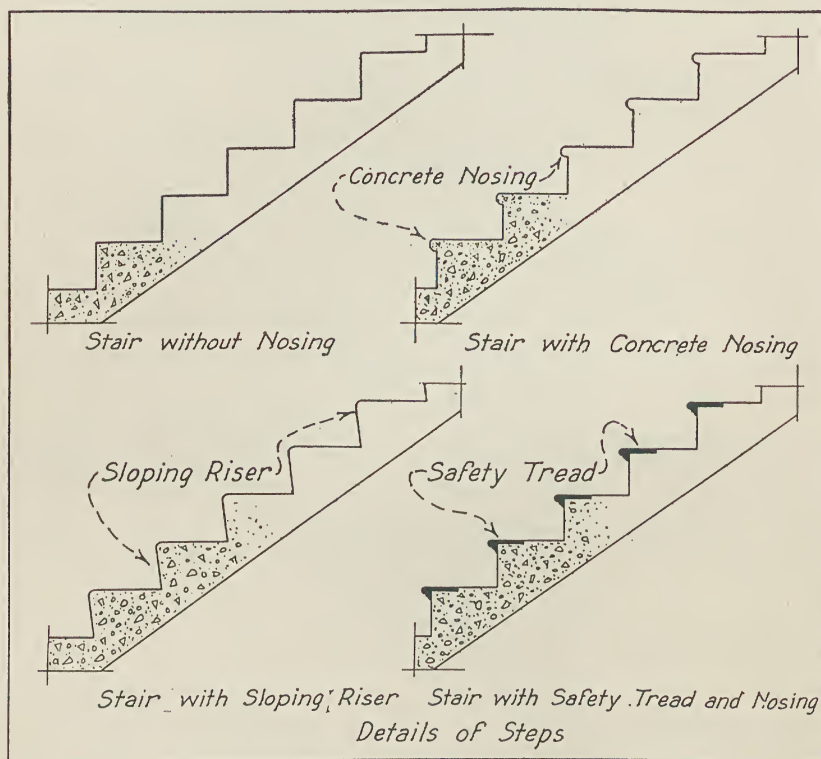 Concrete Nosing
Stair without Nosing
Stair with Concrete Nosing
Sloping Riser
Safety Tread
Stair with Sloping Riser
Stair with Safety Tread and Nosing
Details of Steps